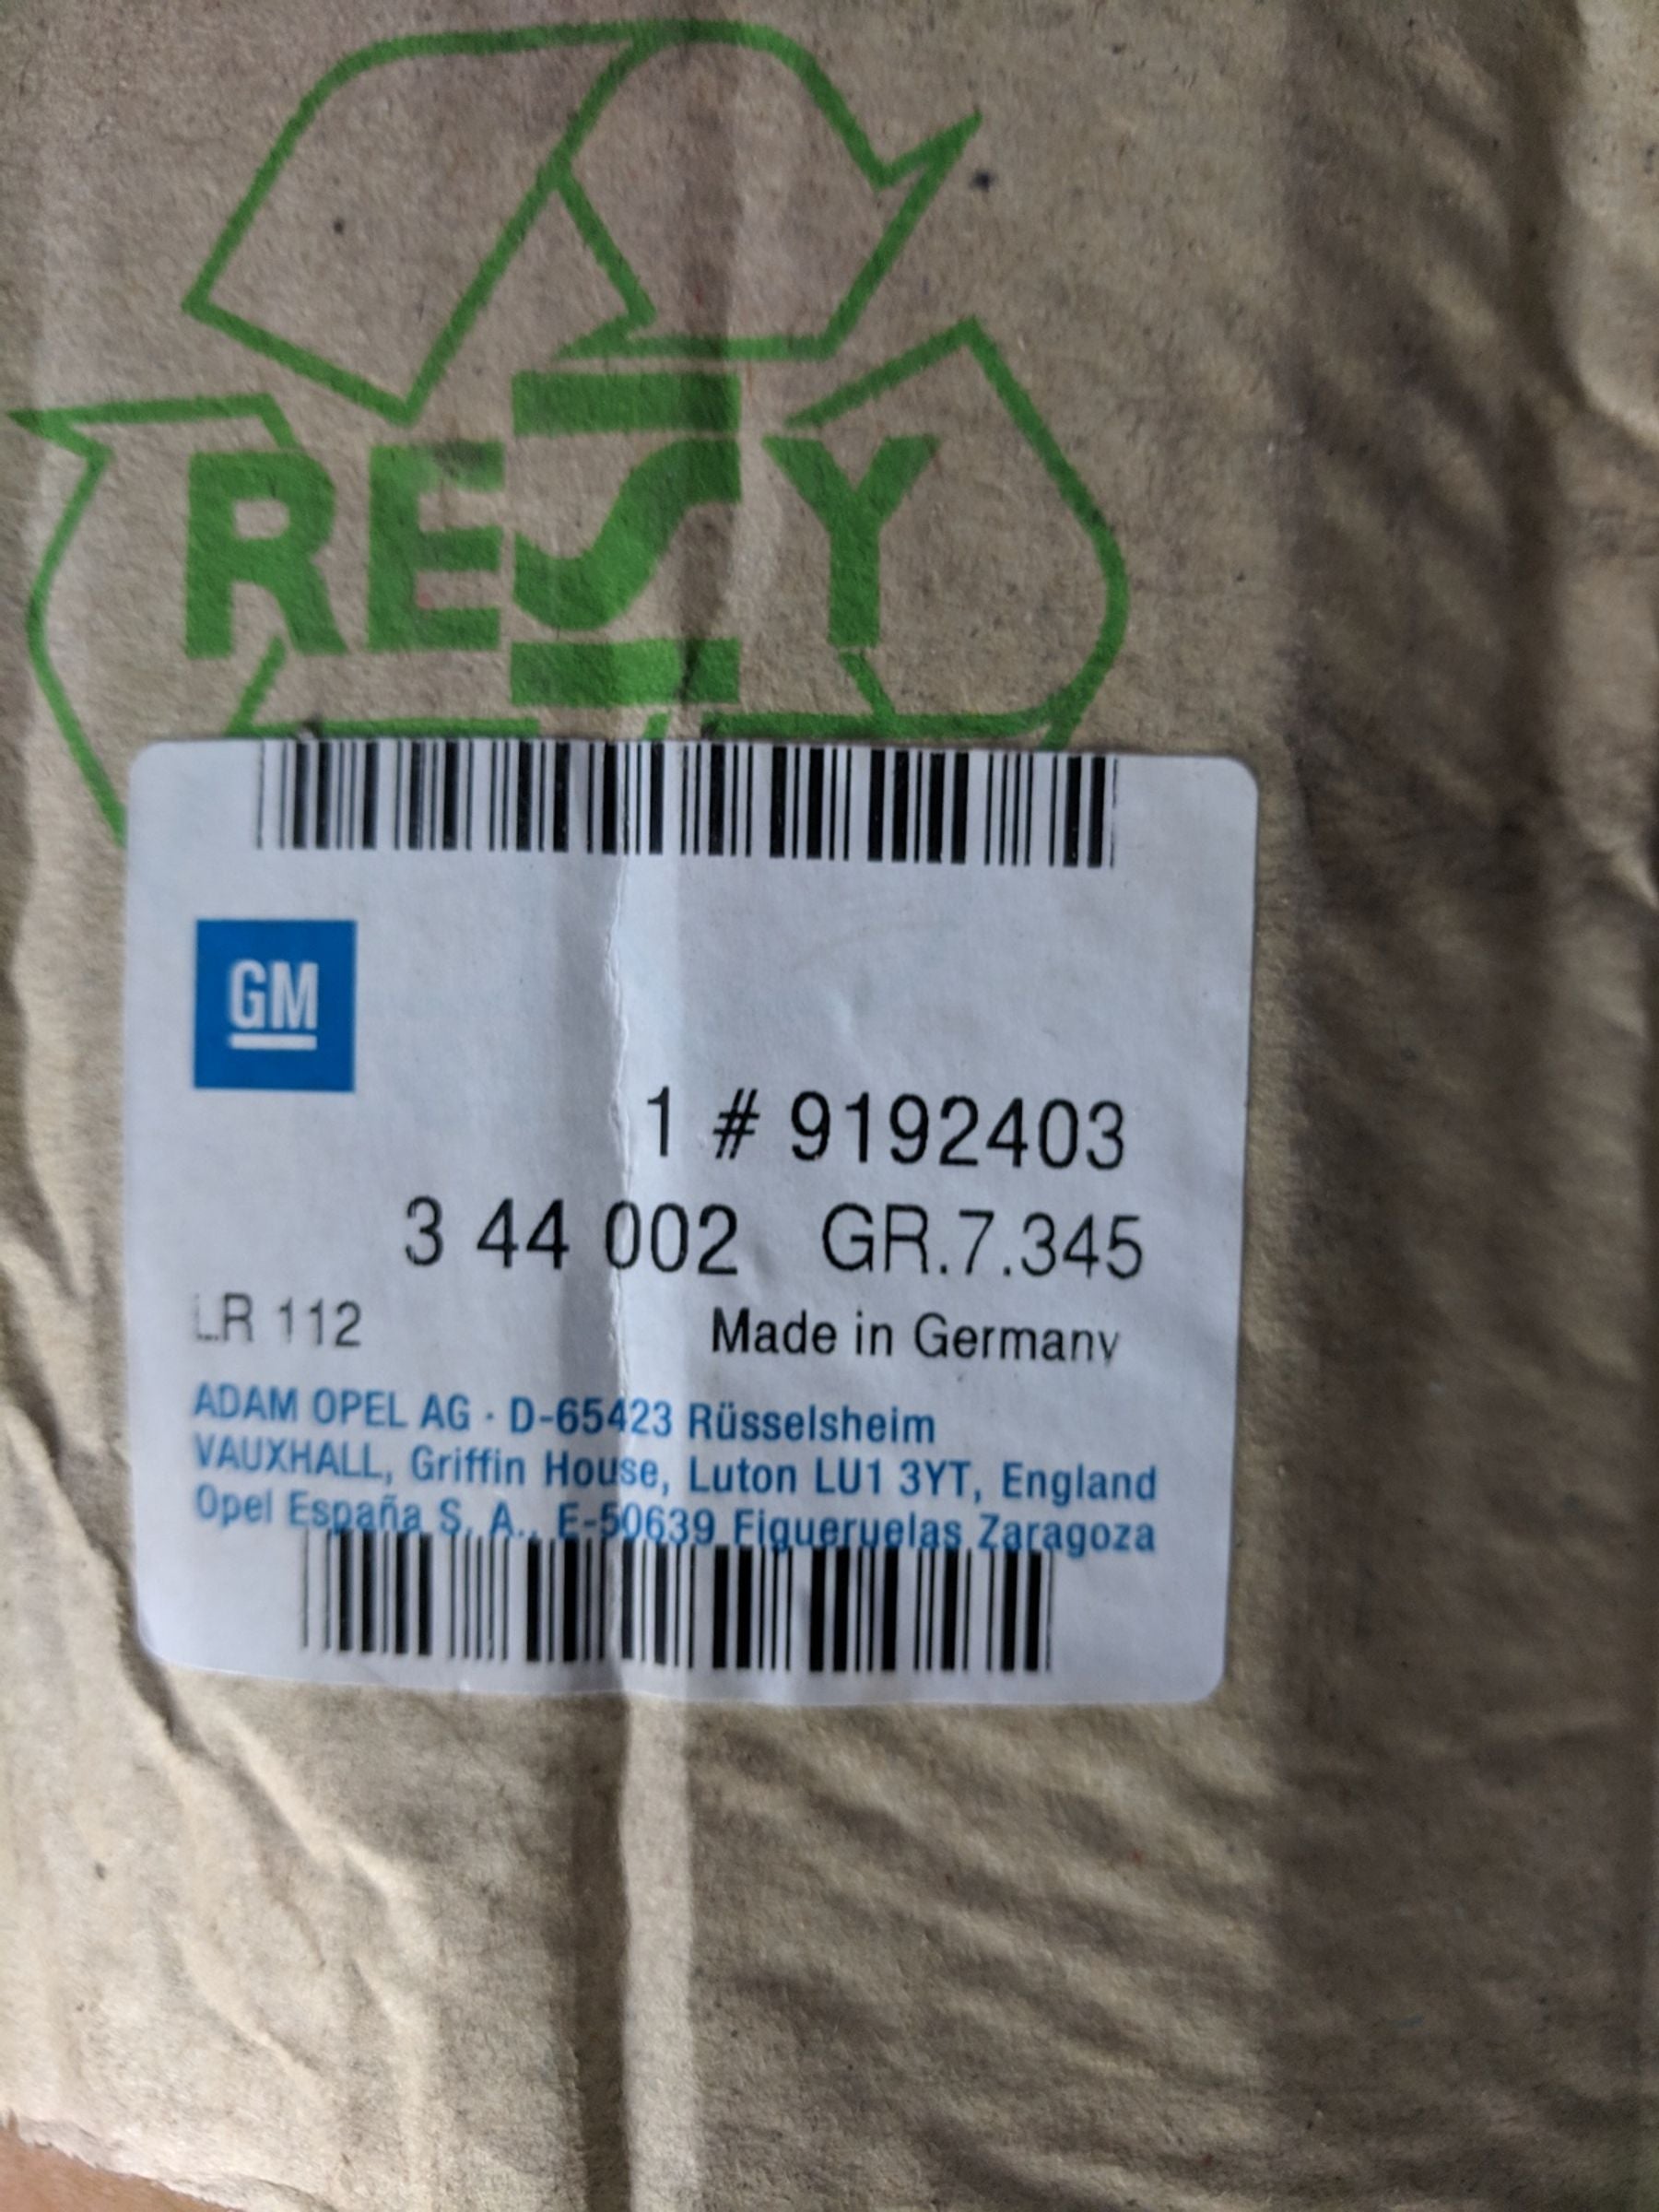 RESY
GM
1 # 9192403
3 44 002 GR.7.345
LR 112 Made in Germany
ADAM OPEL AG · D-65423 Rüsselsheim
VAUXHALL, Griffin House, Luton LU1 3YT, England
Opel España S. A., E-50639 Figueruelas Zaragoza